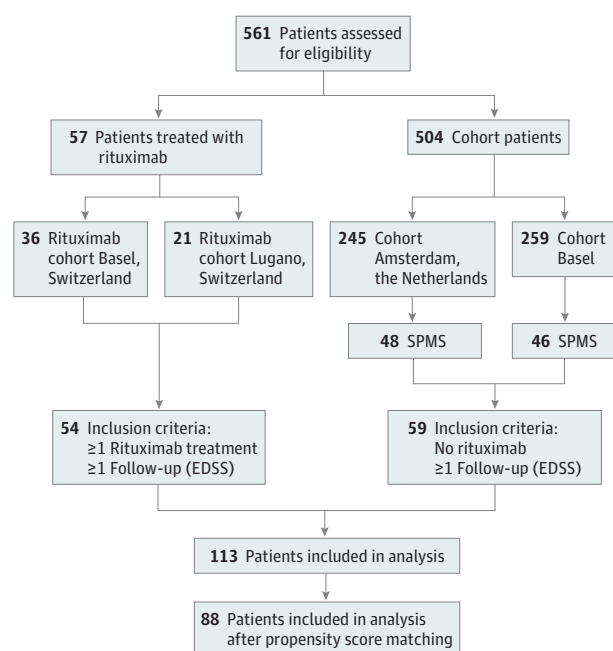 561 Patients assessed
for eligibility
57 Patients treated with
rituximab
504 Cohort patients
36 Rituximab
cohort Basel,
Switzerland
21 Rituximab
cohort Lugano,
Switzerland
245 Cohort
Amsterdam,
the Netherlands
259 Cohort
Basel
48 SPMS
46 SPMS
54 Inclusion criteria:
≥1 Rituximab treatment
≥1 Follow-up (EDSS)
59 Inclusion criteria:
No rituximab
≥1 Follow-up (EDSS)
113 Patients included in analysis
88 Patients included in analysis
after propensity score matching